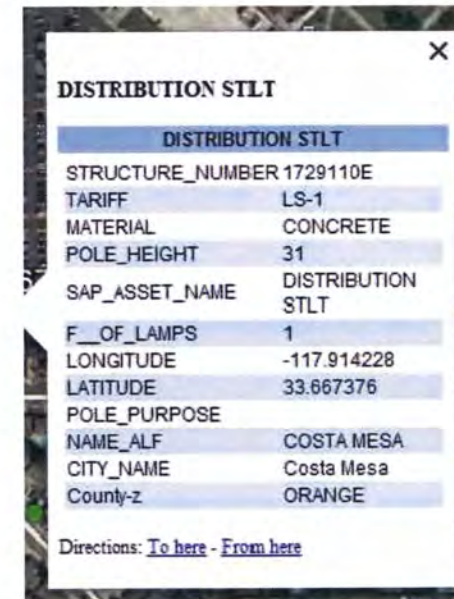 DISTRIBUTION STLT
DISTRIBUTION STLT
STRUCTURE_NUMBER 1729110E
TARIFF LS-1
MATERIAL CONCRETE
POLE_HEIGHT 31
SAP_ASSET_NAME DISTRIBUTION
STLT
F__OF_LAMPS 1
LONGITUDE -117.914228
LATITUDE 33.667376
POLE_PURPOSE
NAME_ALF COSTA MESA
CITY_NAME Costa Mesa
County-z ORANGE
Directions: To here - From here